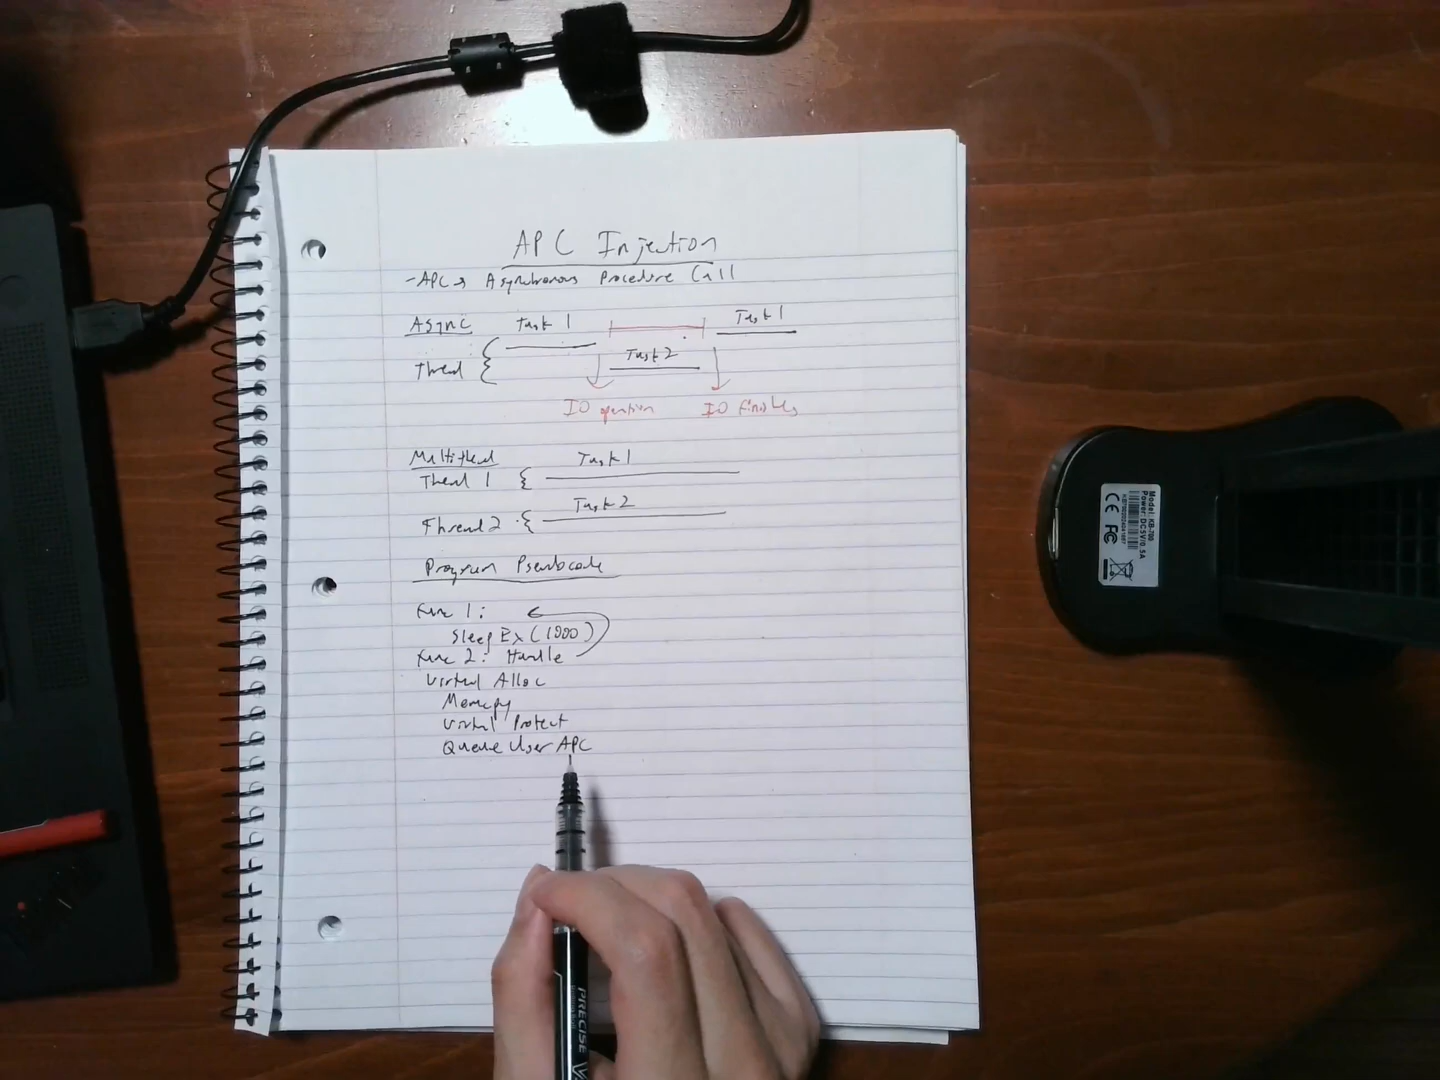 APC Injection
- APC → Asynchronous Procedure Call
Async
Task 1
Task 1
Task 2
Thread
IO operation
IO finishes
Multithread
Task 1
Thread 1
Task 2
Thread 2
Program Pseudocode
Func 1:
SleepEx(1000)
Func 2: Handle
Virtual Alloc
Memcpy
Virtual Protect
Queue User APC
Model: KB-700
Power: DC5V/0.5A
CE FC
PRECISE V